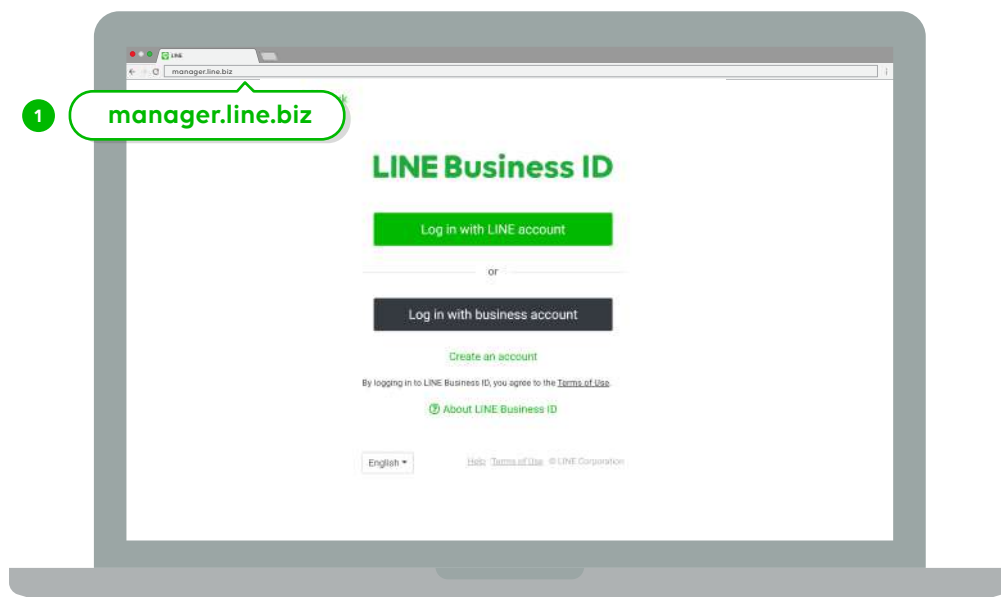 LINE
manager.line.biz
1
manager.line.biz
LINE Business ID
Log in with LINE account
or
Log in with business account
Create an account
By logging in to LINE Business ID, you agree to the Terms of Use.
? About LINE Business ID
English
Help Terms of Use © LINE Corporation